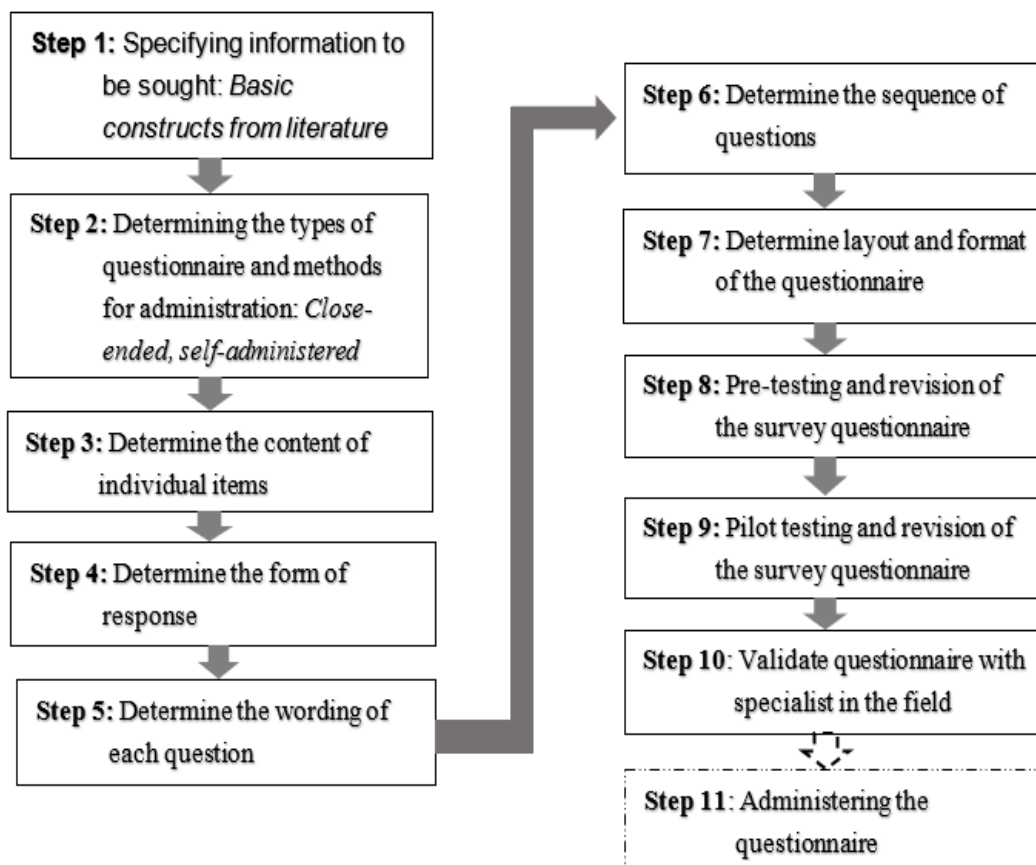 Step 1: Specifying information to
be sought: Basic
constructs from literature
Step 2: Determining the types of
questionnaire and methods
for administration: Close-
ended, self-administered
Step 3: Determine the content of
individual items
Step 4: Determine the form of
response
Step 5: Determine the wording of
each question
Step 6: Determine the sequence of
questions
Step 7: Determine layout and format
of the questionnaire
Step 8: Pre-testing and revision of
the survey questionnaire
Step 9: Pilot testing and revision of
the survey questionnaire
Step 10: Validate questionnaire with
specialist in the field
Step 11: Administering the
questionnaire